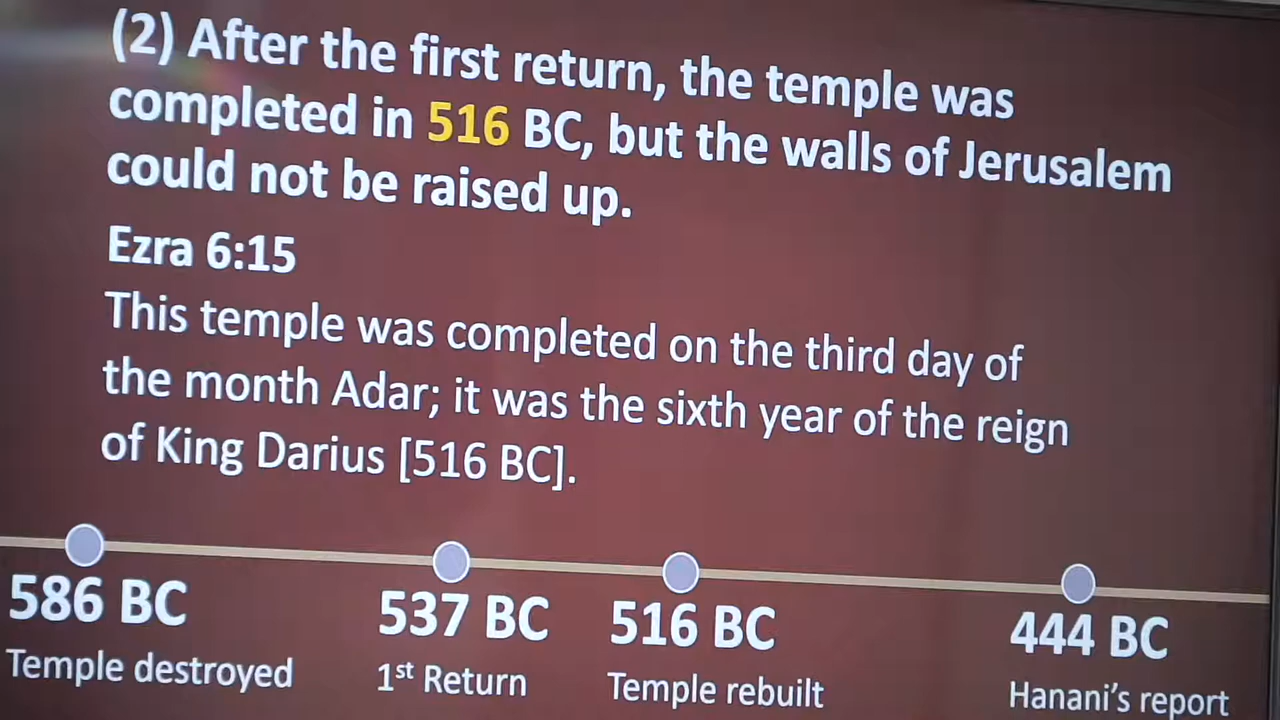 (2) After the first return, the temple was
completed in 516 BC, but the walls of Jerusalem
could not be raised up.
Ezra 6:15
This temple was completed on the third day of
the month Adar; it was the sixth year of the reign
of King Darius [516 BC].
586 BC
Temple destroyed
537 BC
1st Return
516 BC
Temple rebuilt
444 BC
Hanani's report